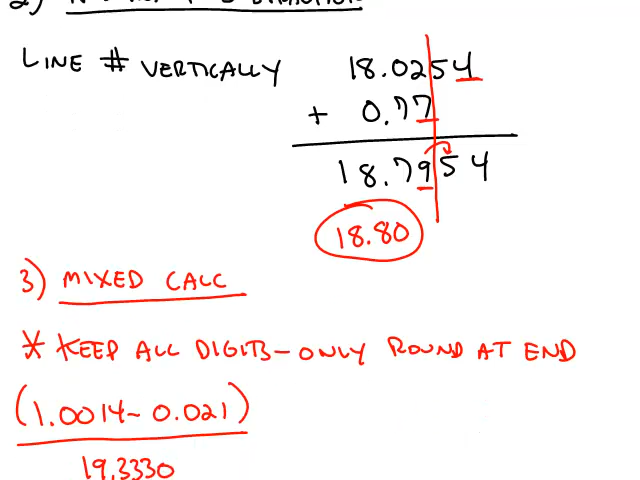 2)
LINE # VERTICALLY
18.0254
+ 0.77
18.7954
18.80
3) MIXED CALC
* KEEP ALL DIGITS - ONLY ROUND AT END
(1.0014 - 0.021)
19.3330